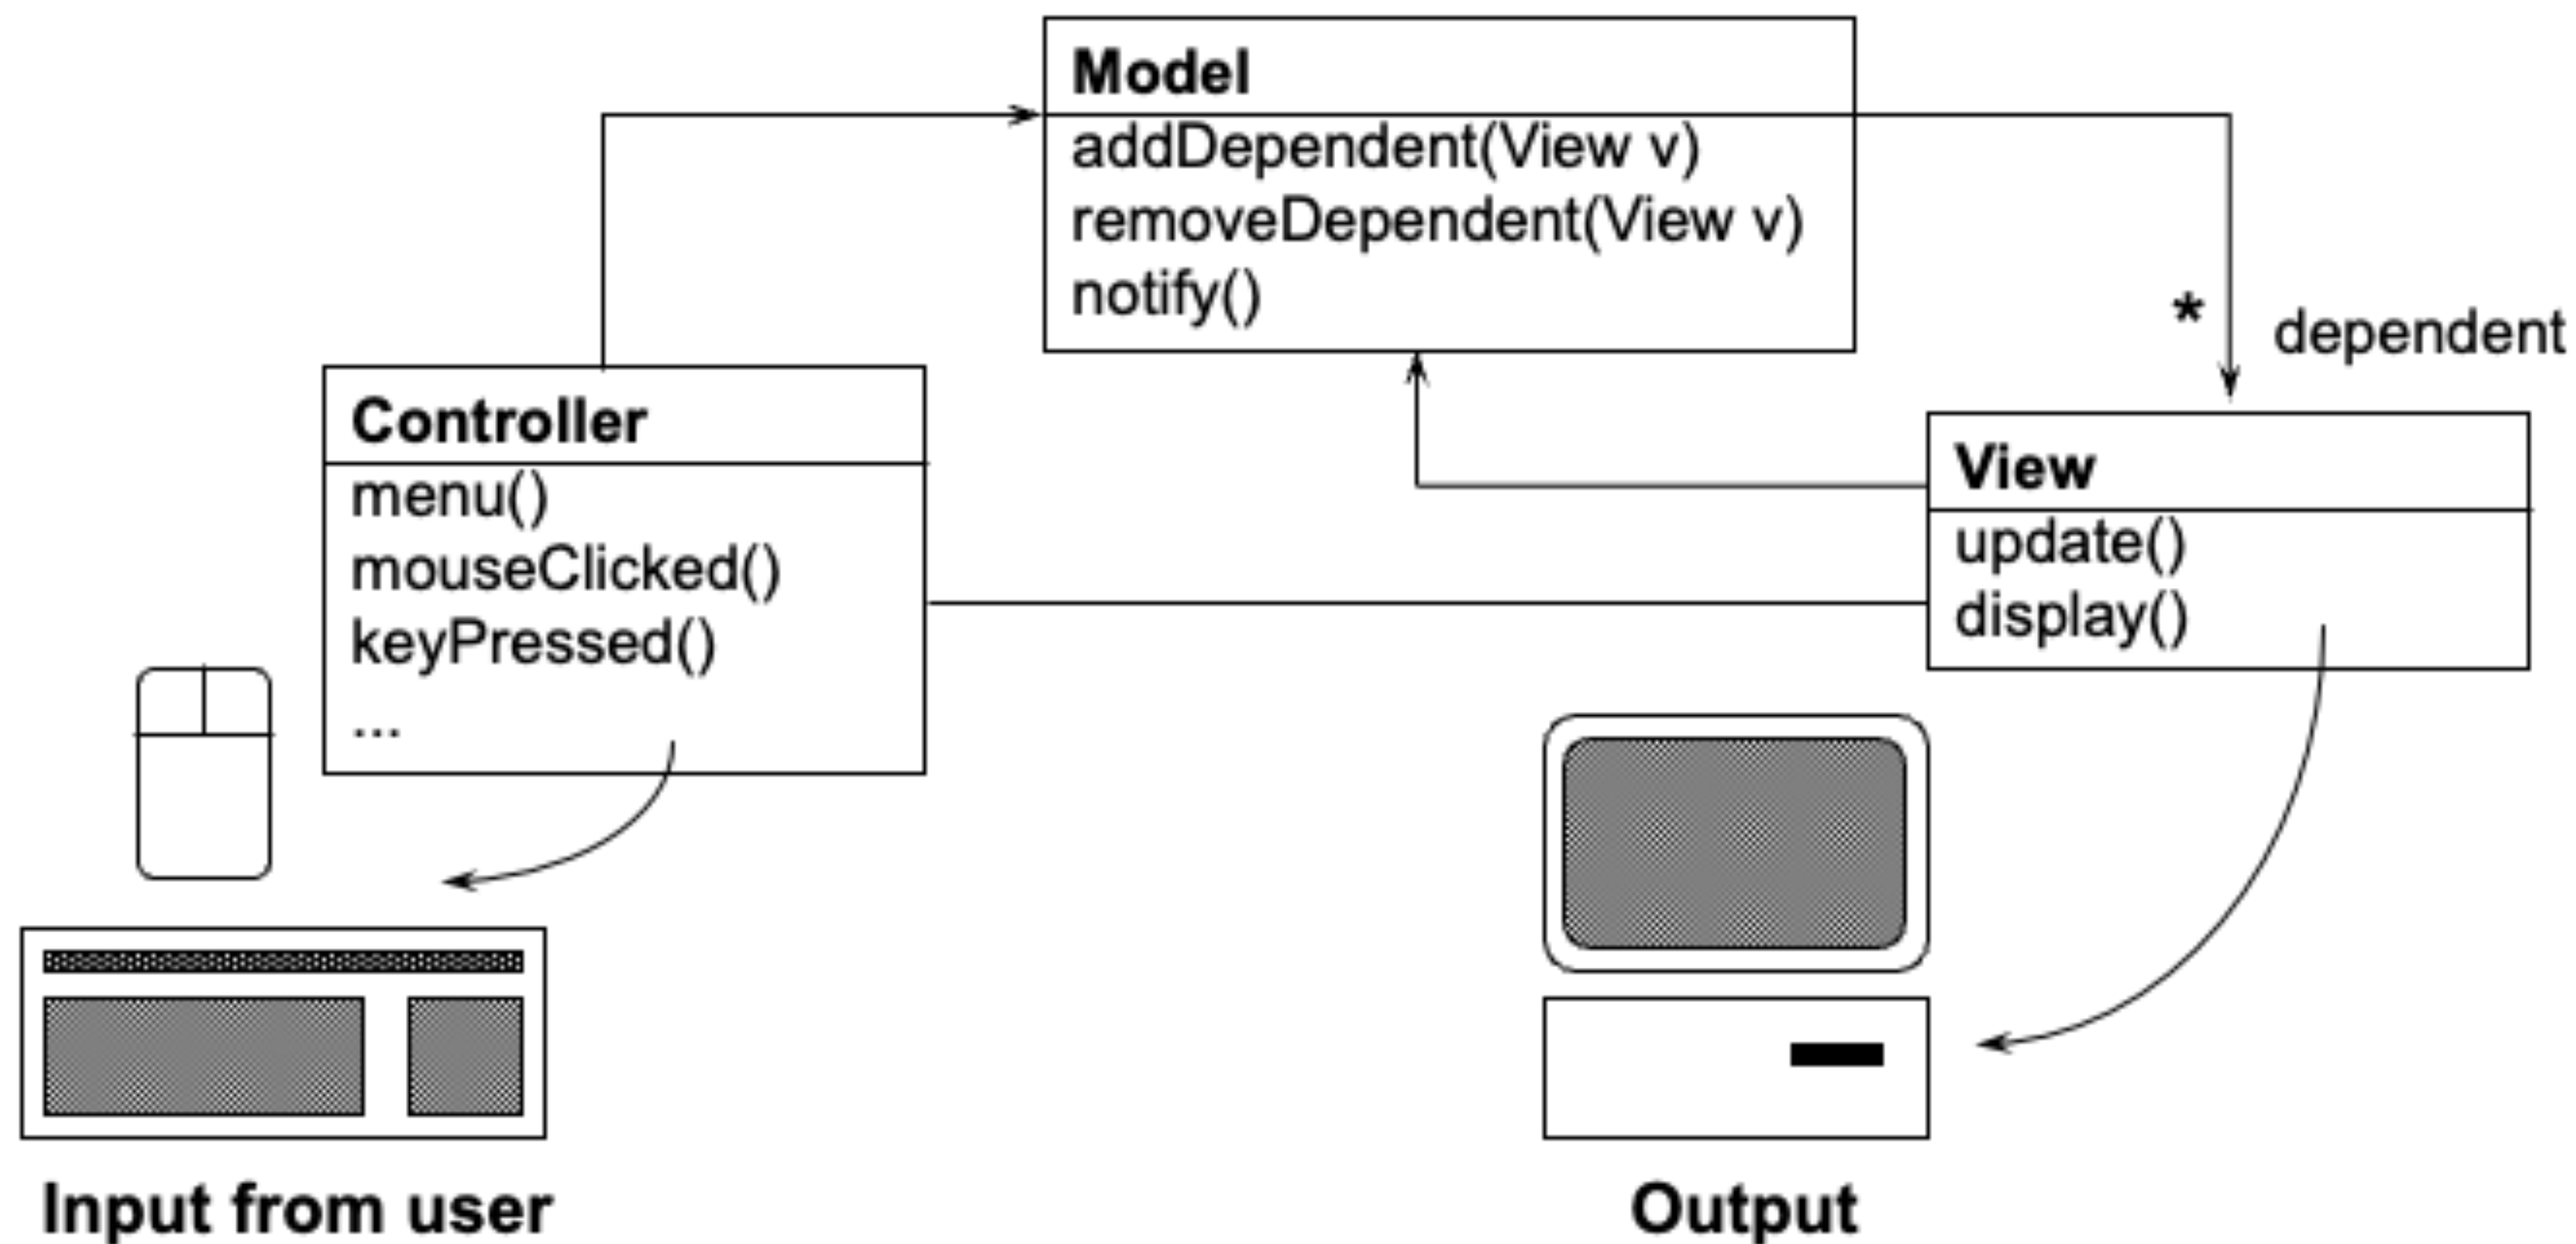 Model
addDependent(View v)
removeDependent(View v)
notify()
* dependent
Controller
menu()
mouseClicked()
keyPressed()
...
View
update()
display()
Input from user
Output